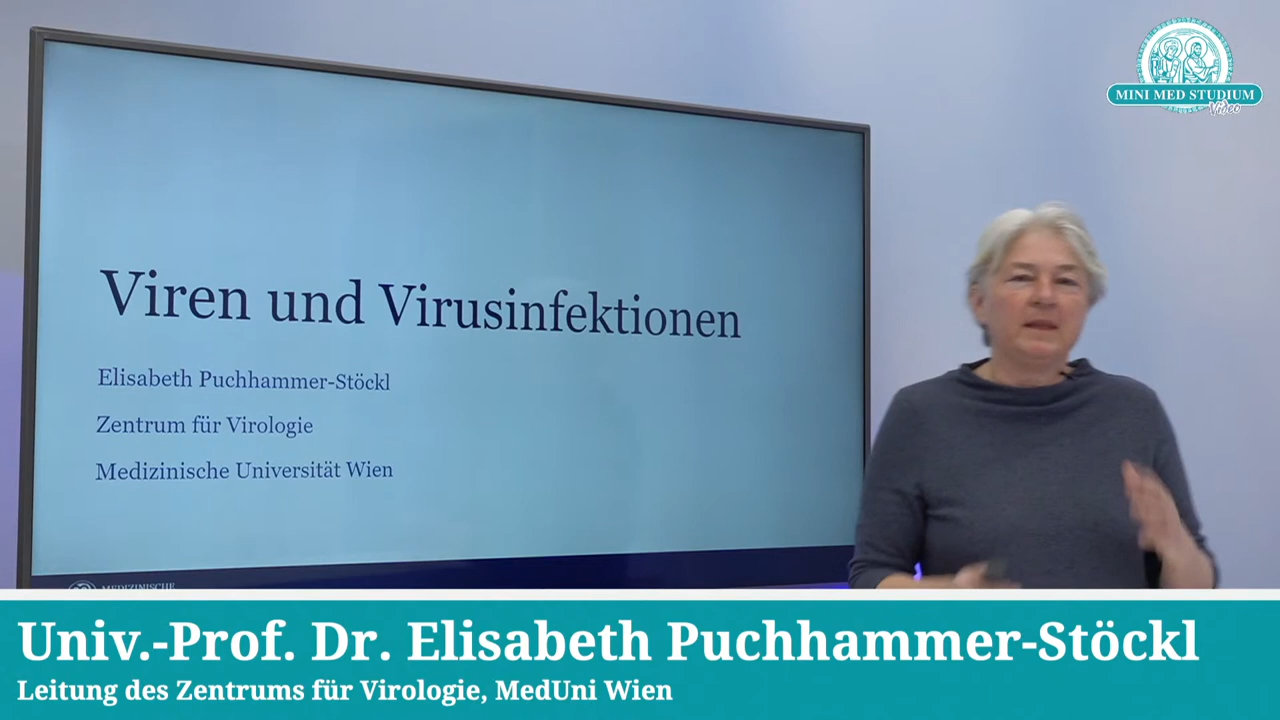 MINI MED STUDIUM
Video
Viren und Virusinfektionen
Elisabeth Puchhammer-Stöckl
Zentrum für Virologie
Medizinische Universität Wien
MEDIZINISCHE
Univ.-Prof. Dr. Elisabeth Puchhammer-Stöckl
Leitung des Zentrums für Virologie, MedUni Wien